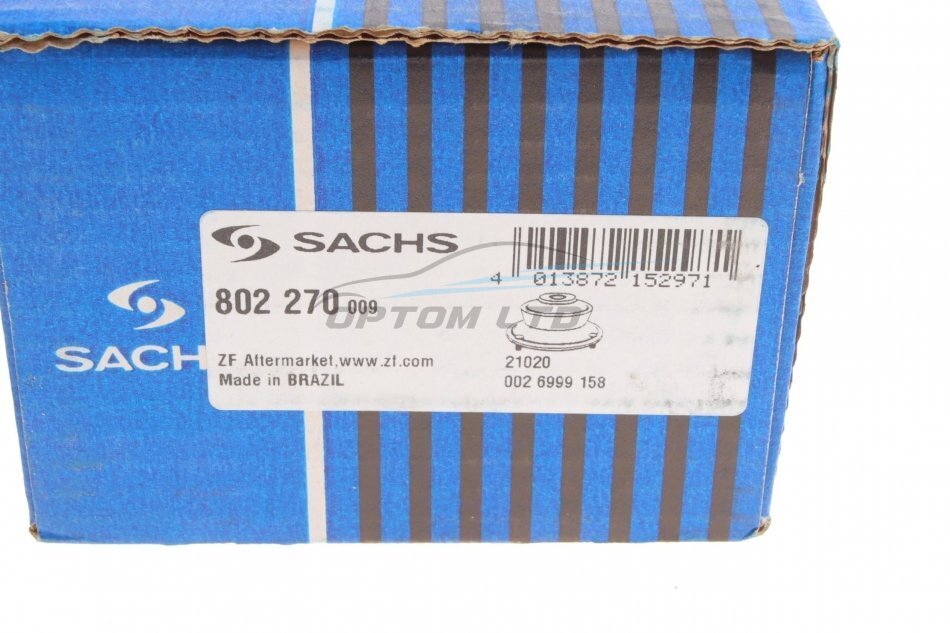 SACHS
4 013872 152971
802 270 009
OPTOM LTD
ZF Aftermarket,www.zf.com
Made in BRAZIL
21020
002 6999 158
SACHS